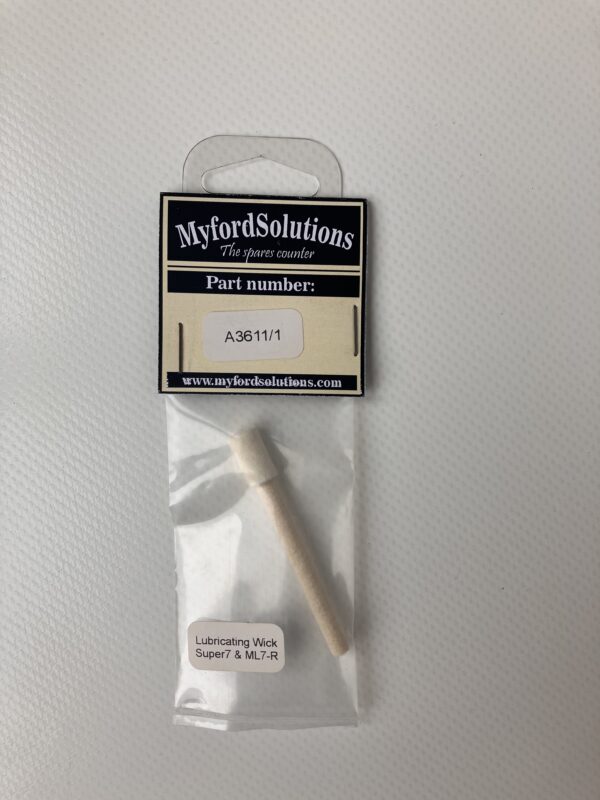 MyfordSolutions
The spares counter
Part number:
A3611/1
www.myfordsolutions.com
Lubricating Wick
Super7 & ML7-R